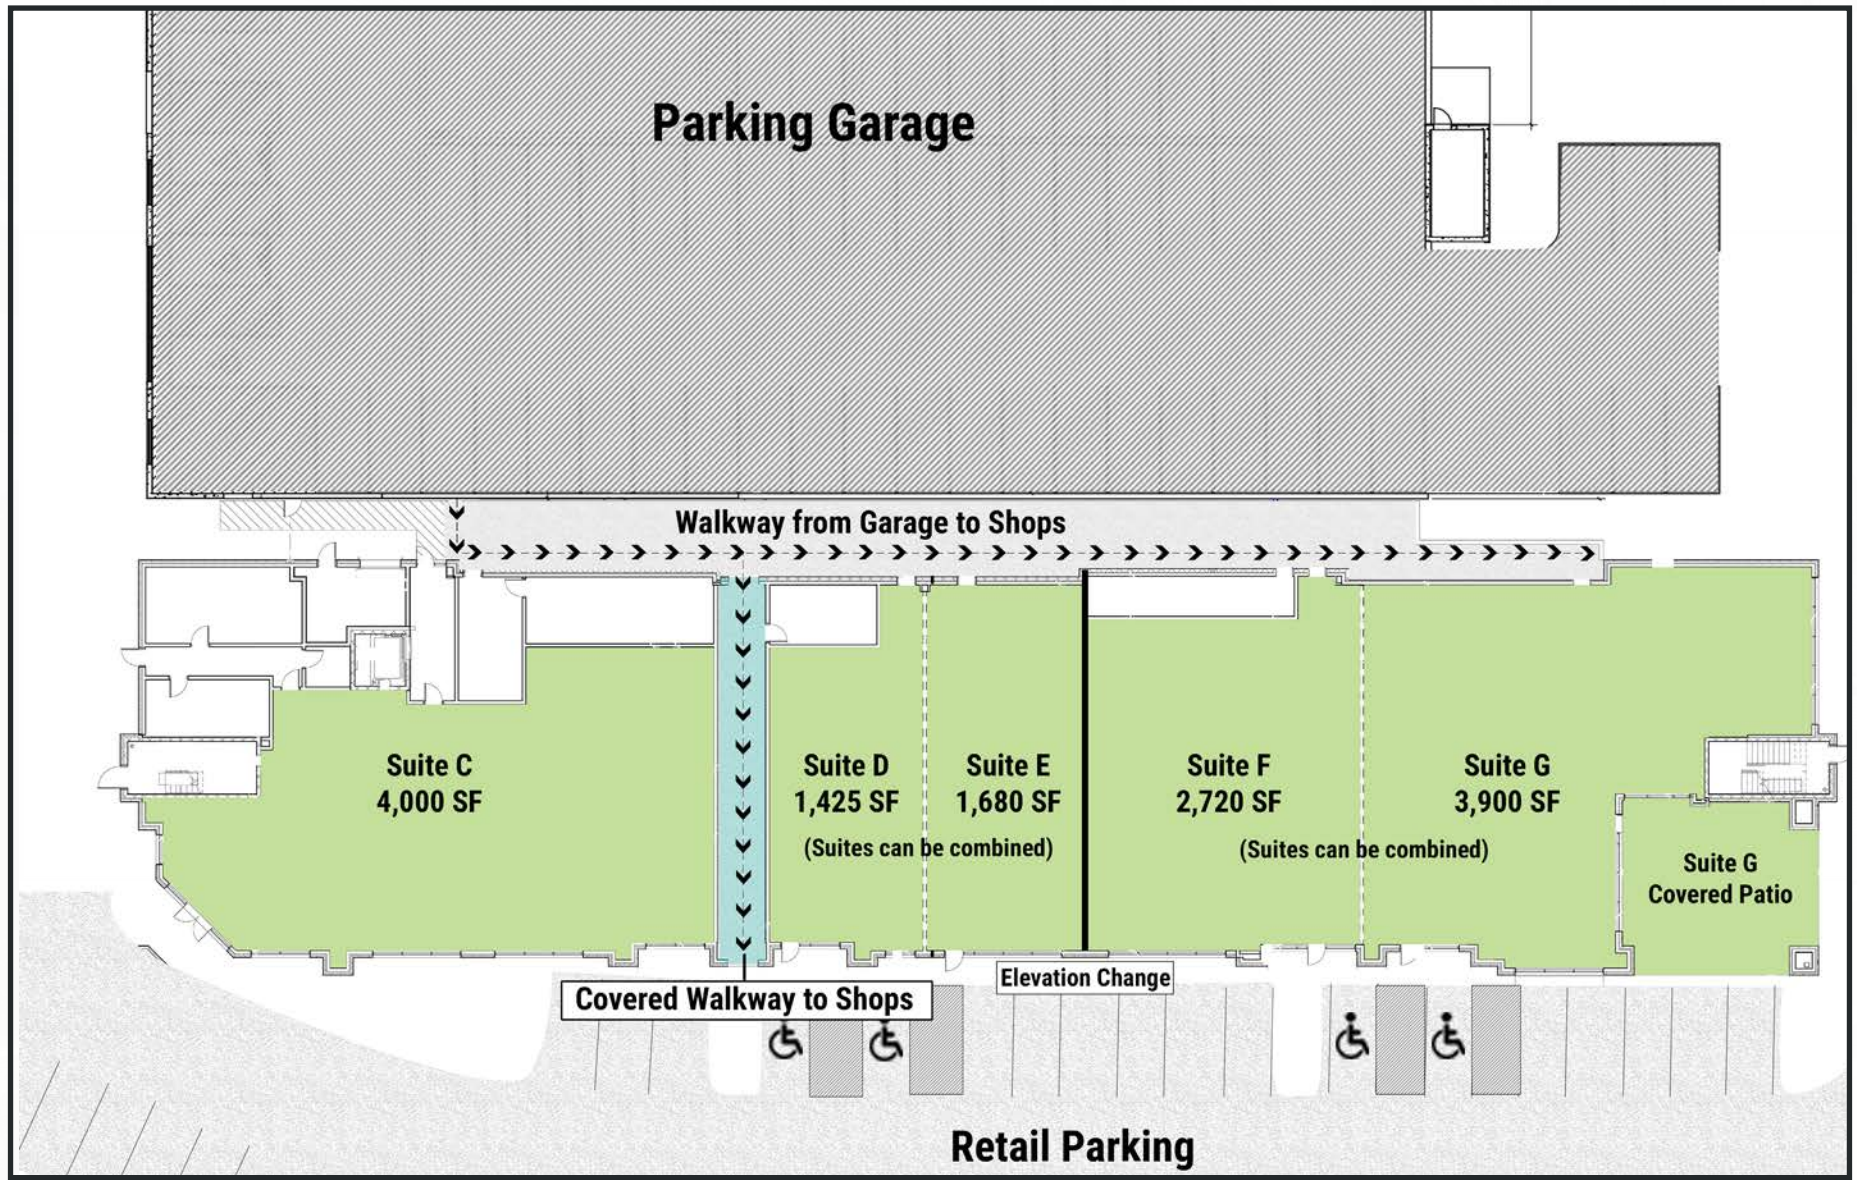 Parking Garage
Walkway from Garage to Shops
Suite C
4,000 SF
Suite D
1,425 SF
Suite E
1,680 SF
(Suites can be combined)
Suite F
2,720 SF
Suite G
3,900 SF
(Suites can be combined)
Suite G
Covered Patio
Elevation Change
Covered Walkway to Shops
Retail Parking